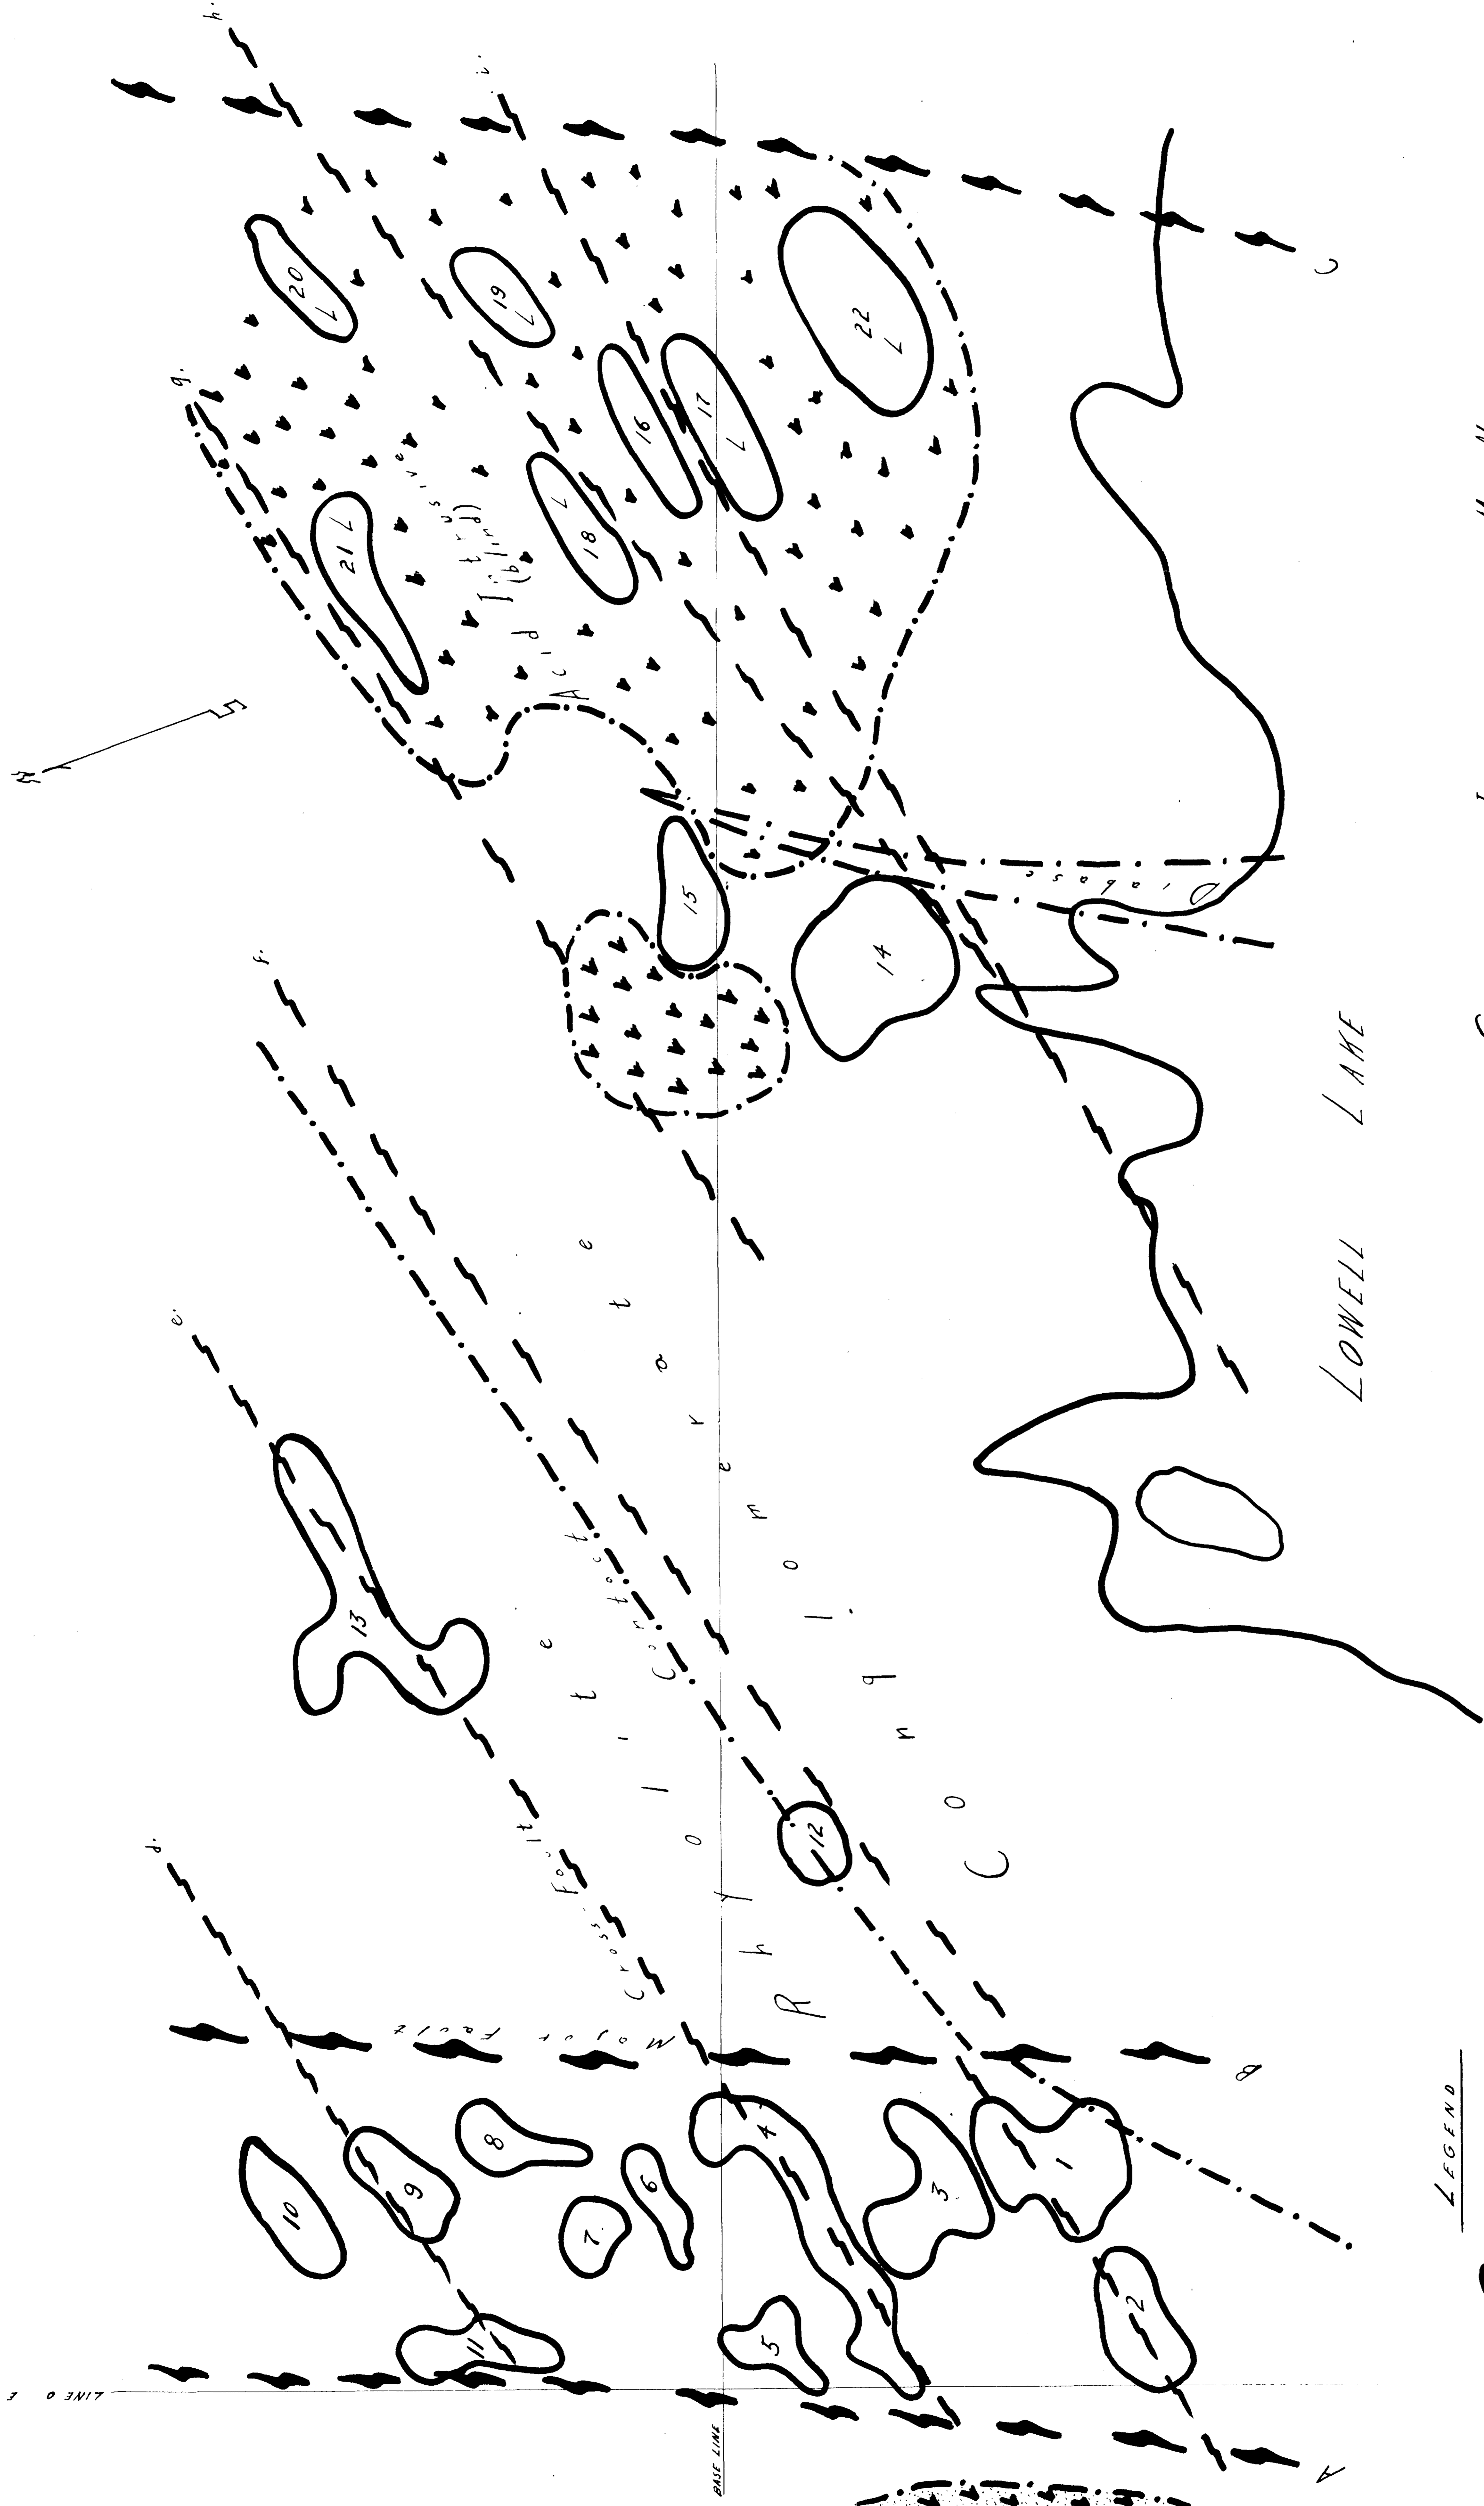 h.
i.
C
20
19
22
17
16
g.
21
18
Acid Intrusive
(blind)
N
15
14
Diabase
f.
LOWELL LAKE
e.
13
Contact
Conglomerate
Rhyolite
12
Cross Fault
d.
Major Fault
B
10
9
8
7
6
4
3
1
2
5
11
LINE O E
BASE LINE
A
LEGEND